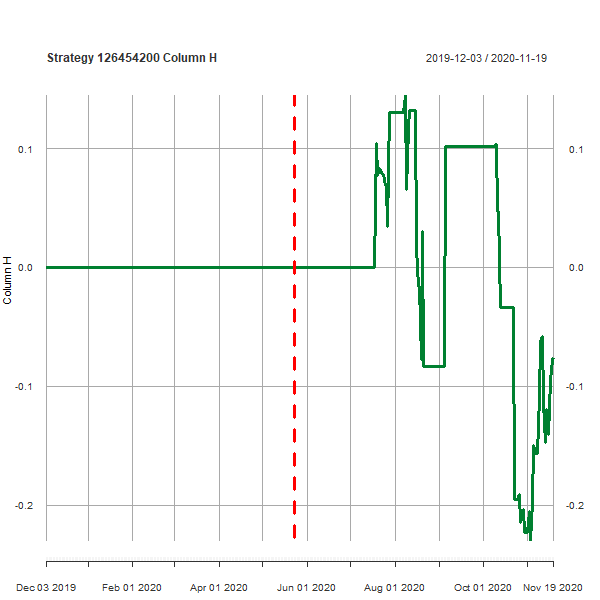 Strategy 126454200 Column H 2019-12-03 / 2020-11-19
0.1 0.1
0.0 0.0
Column H
-0.1 -0.1
-0.2 -0.2
Dec 03 2019 Feb 01 2020 Apr 01 2020 Jun 01 2020 Aug 01 2020 Oct 01 2020 Nov 19 2020